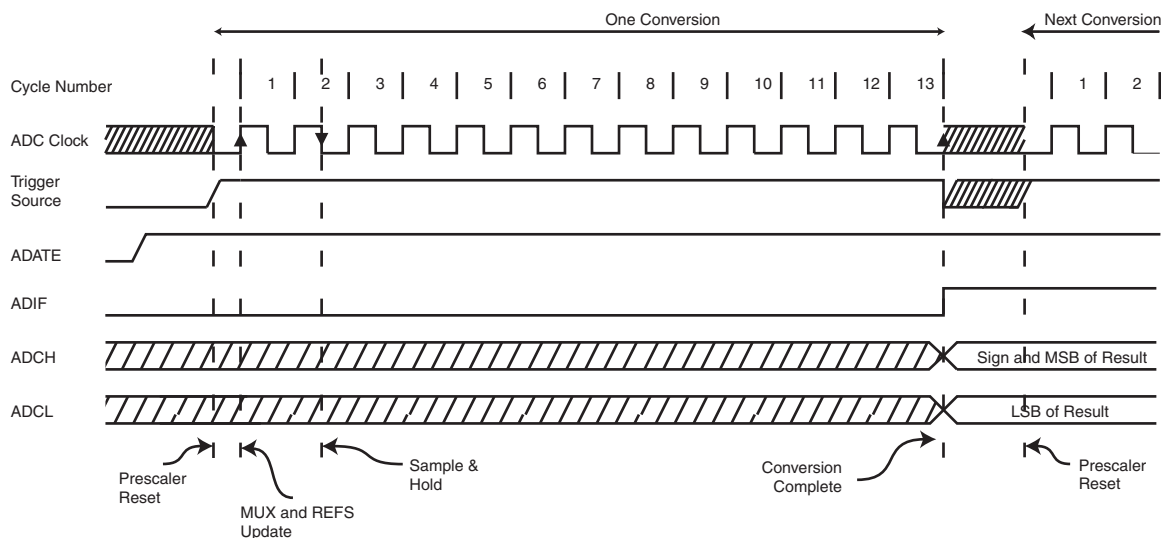 One Conversion
Next Conversion
Cycle Number
1 2 3 4 5 6 7 8 9 10 11 12 13 1 2
ADC Clock
Trigger
Source
ADATE
ADIF
ADCH
Sign and MSB of Result
ADCL
LSB of Result
Prescaler
Reset
MUX and REFS
Update
Sample &
Hold
Conversion
Complete
Prescaler
Reset